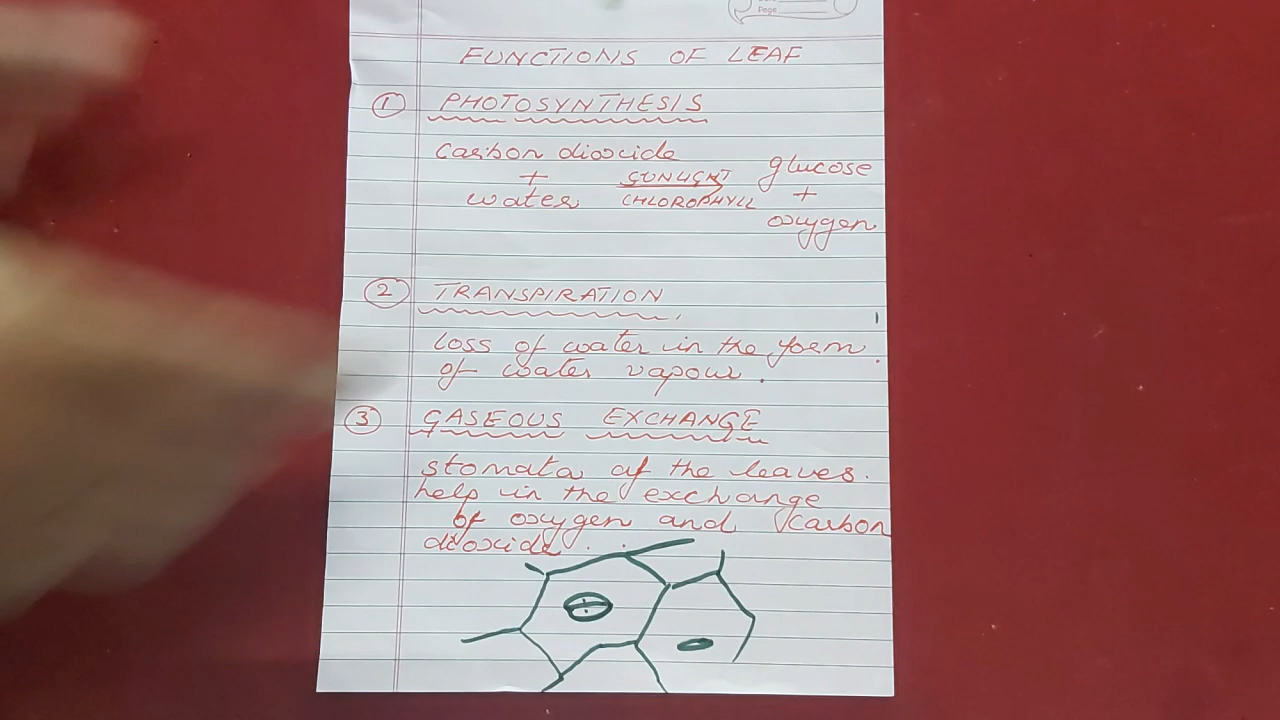 Page
FUNCTIONS OF LEAF
① PHOTOSYNTHESIS
carbon dioxide
+
water
SUNLIGHT
CHLOROPHYLL
glucose
+
oxygen
② TRANSPIRATION
loss of water in the form
of water vapour.
③ GASEOUS EXCHANGE
stomata of the leaves.
help in the exchange
of oxygen and carbon
dioxide.